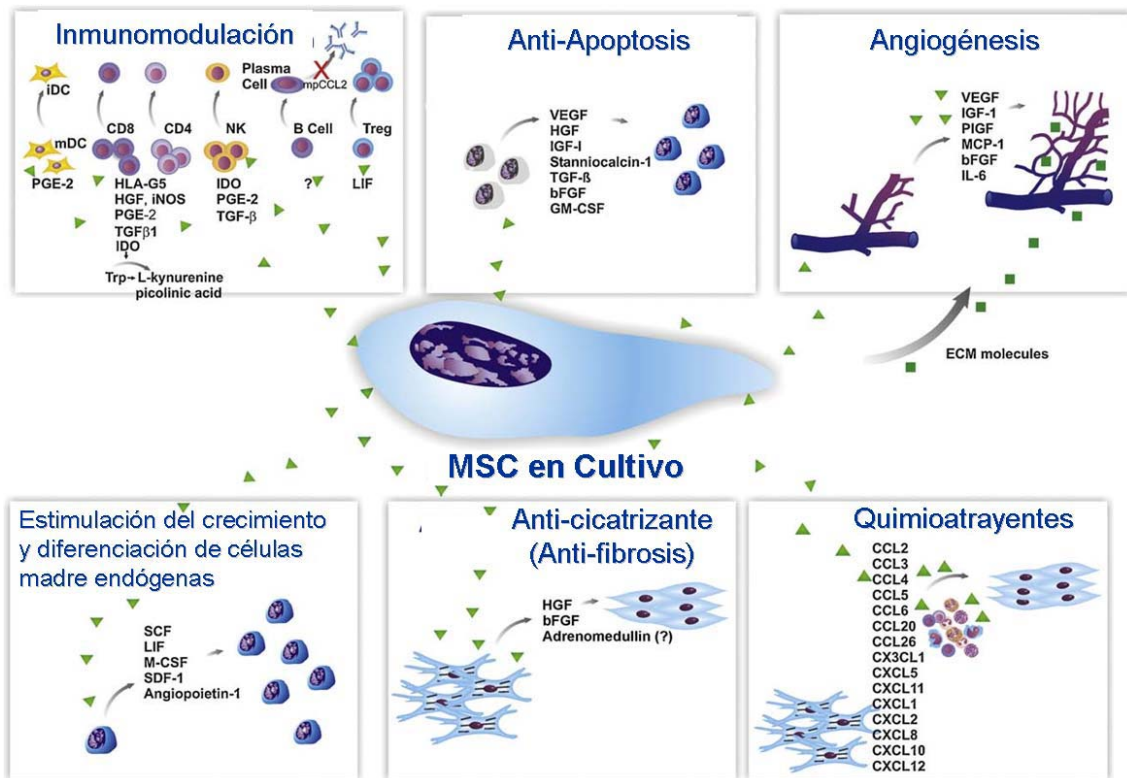 Inmunomodulación
iDC
mDC
PGE-2
CD8
CD4
HLA-G5
HGF, iNOS
PGE-2
TGFβ1
IDO
Trp→L-kynurenine
picolinic acid
NK
IDO
PGE-2
TGF-β
Plasma
Cell
mpCCL2
B Cell
?
Treg
LIF
Anti-Apoptosis
VEGF
HGF
IGF-I
Stanniocalcin-1
TGF-ß
bFGF
GM-CSF
Angiogénesis
VEGF
IGF-1
PIGF
MCP-1
bFGF
IL-6
ECM molecules
MSC en Cultivo
Estimulación del crecimiento
y diferenciación de células
madre endógenas
SCF
LIF
M-CSF
SDF-1
Angiopoietin-1
Anti-cicatrizante
(Anti-fibrosis)
HGF
bFGF
Adrenomedullin (?)
Quimioatrayentes
CCL2
CCL3
CCL4
CCL5
CCL6
CCL20
CCL26
CX3CL1
CXCL5
CXCL11
CXCL1
CXCL2
CXCL8
CXCL10
CXCL12